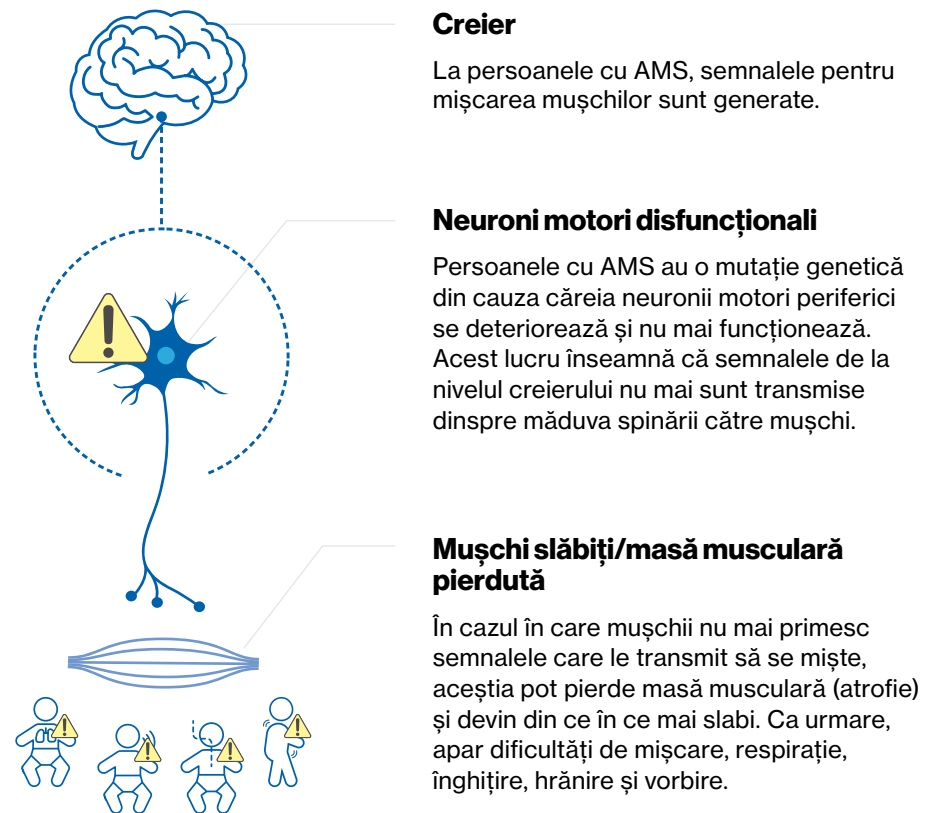 Creier
La persoanele cu AMS, semnalele pentru
mișcarea mușchilor sunt generate.
Neuroni motori disfuncționali
Persoanele cu AMS au o mutație genetică
din cauza căreia neuronii motori periferici
se deteriorează și nu mai funcționează.
Acest lucru înseamnă că semnalele de la
nivelul creierului nu mai sunt transmise
dinspre măduva spinării către mușchi.
Mușchi slăbiți/masă musculară
pierdută
În cazul în care mușchii nu mai primesc
semnalele care le transmit să se miște,
aceștia pot pierde masă musculară (atrofie)
și devin din ce în ce mai slabi. Ca urmare,
apar dificultăți de mișcare, respirație,
înghițire, hrănire și vorbire.